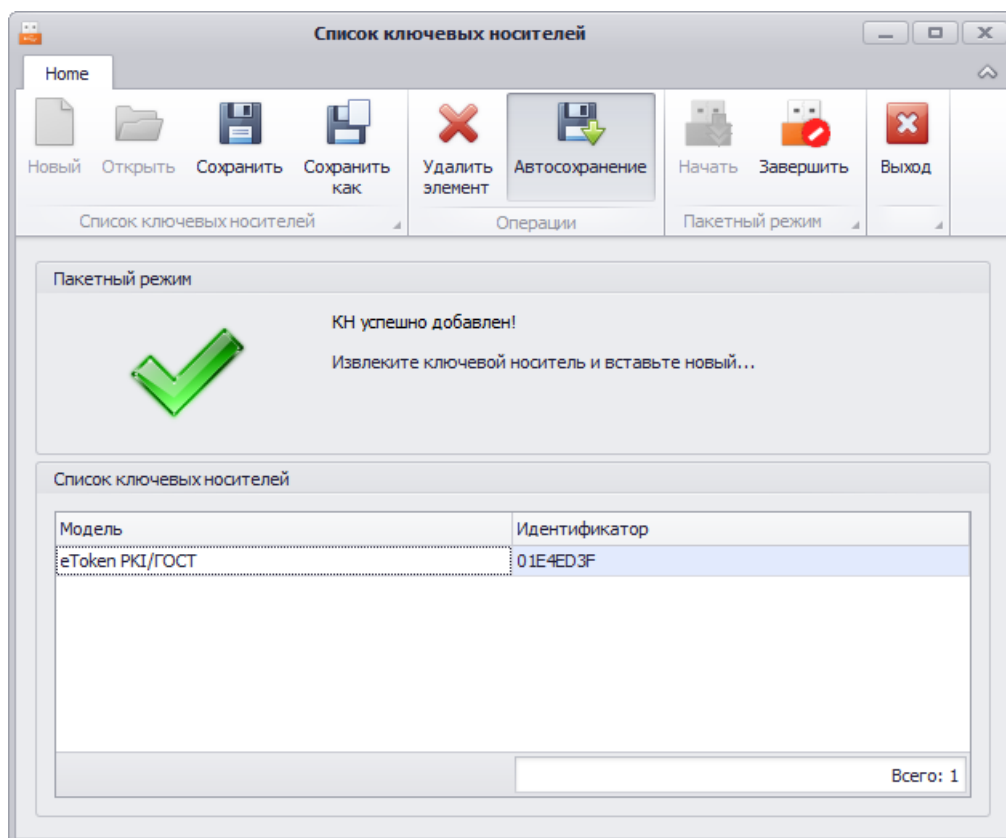 Список ключевых носителей
Home
Новый
Открыть
Сохранить
Сохранить как
Удалить элемент
Автосохранение
Начать
Завершить
Выход
Список ключевых носителей
Операции
Пакетный режим
Пакетный режим
КН успешно добавлен!
Извлеките ключевой носитель и вставьте новый...
Список ключевых носителей
Модель
Идентификатор
eToken PKI/ГОСТ
01E4ED3F
Всего: 1